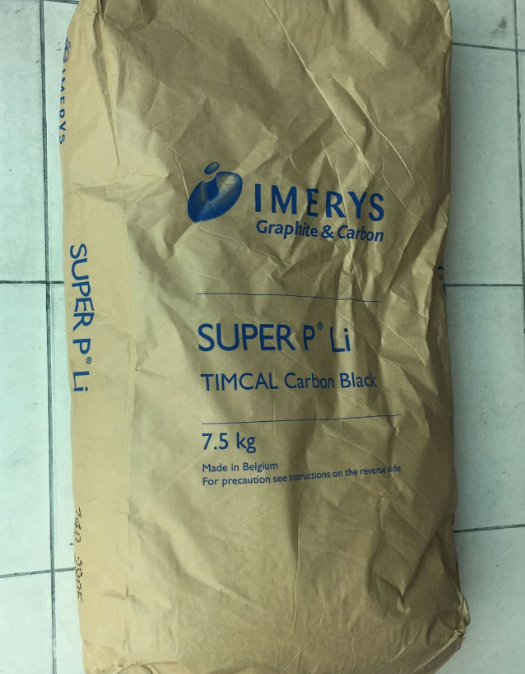 IMERYS
Graphite & Carbon
SUPER P® Li
TIMCAL Carbon Black
7.5 kg
Made in Belgium
For precaution see instructions on the reverse side
IMERYS
SUPER P® Li